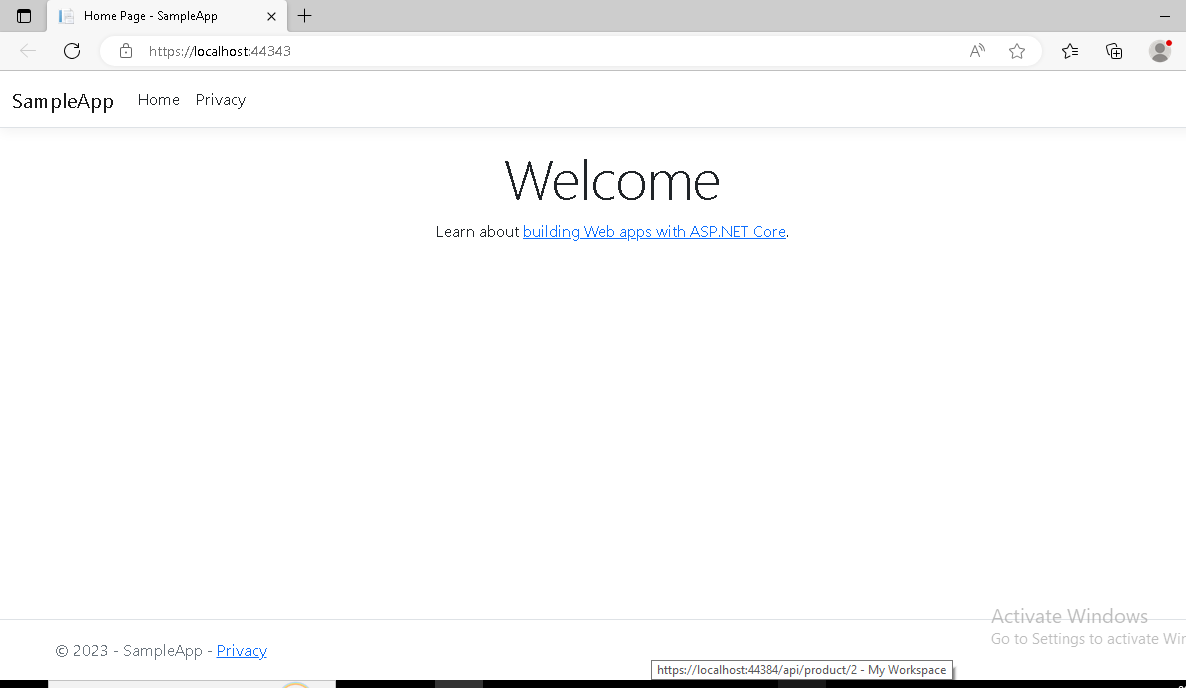 Home Page - SampleApp
https://localhost:44343
SampleApp Home Privacy
Welcome
Learn about building Web apps with ASP.NET Core.
Activate Windows
Go to Settings to activate Win
© 2023 - SampleApp - Privacy
https://localhost:44384/api/product/2 - My Workspace